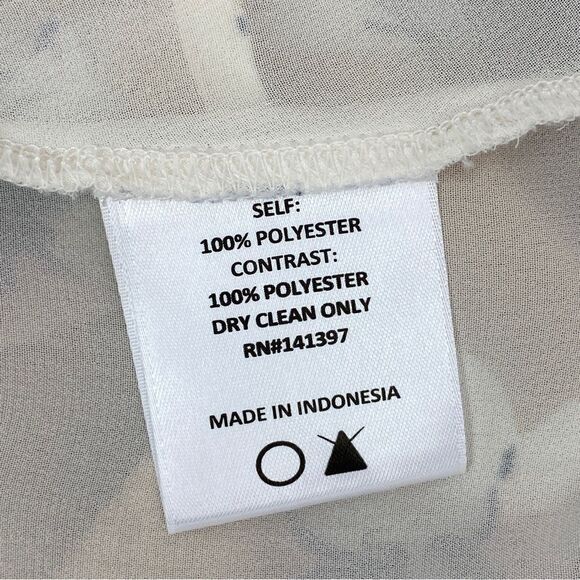 SELF:
100% POLYESTER
CONTRAST:
100% POLYESTER
DRY CLEAN ONLY
RN#141397
MADE IN INDONESIA